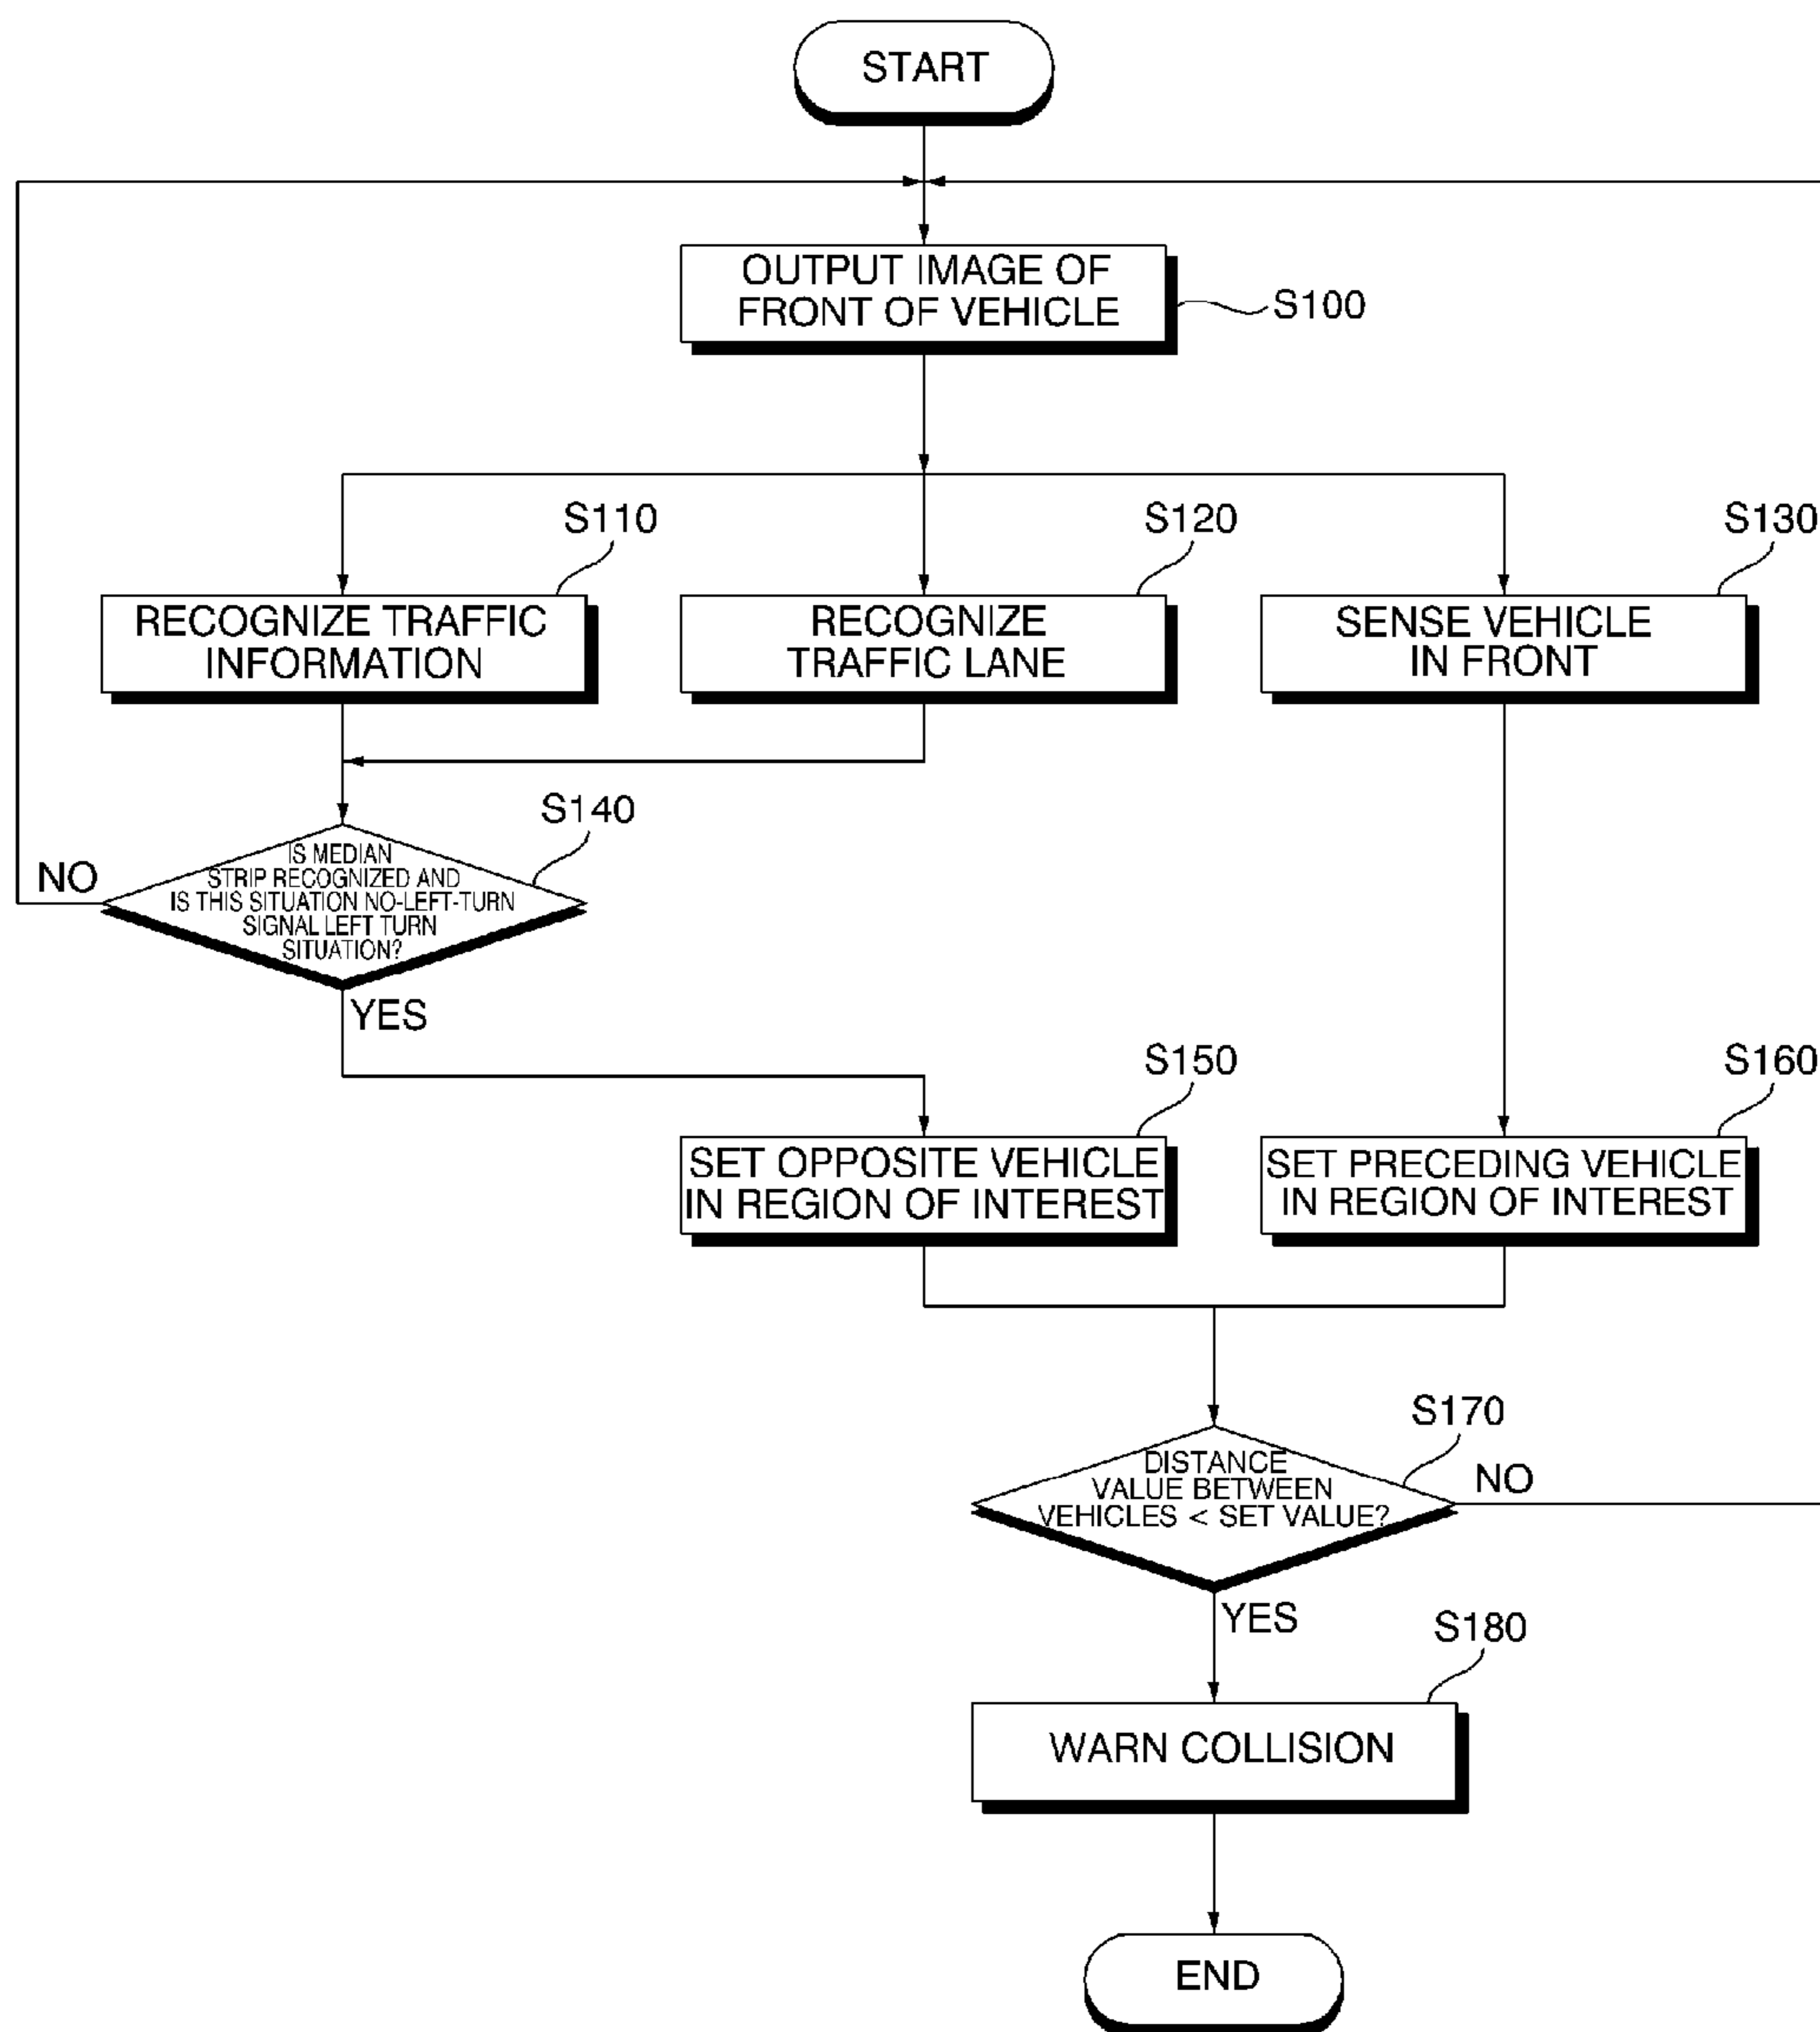 START
OUTPUT IMAGE OF
FRONT OF VEHICLE
S100
S110
S120
S130
RECOGNIZE TRAFFIC
INFORMATION
RECOGNIZE
TRAFFIC LANE
SENSE VEHICLE
IN FRONT
S140
NO
IS MEDIAN
STRIP RECOGNIZED AND
IS THIS SITUATION NO-LEFT-TURN
SIGNAL LEFT TURN
SITUATION?
YES
S150
S160
SET OPPOSITE VEHICLE
IN REGION OF INTEREST
SET PRECEDING VEHICLE
IN REGION OF INTEREST
S170
DISTANCE
VALUE BETWEEN
VEHICLES < SET VALUE?
NO
YES
S180
WARN COLLISION
END